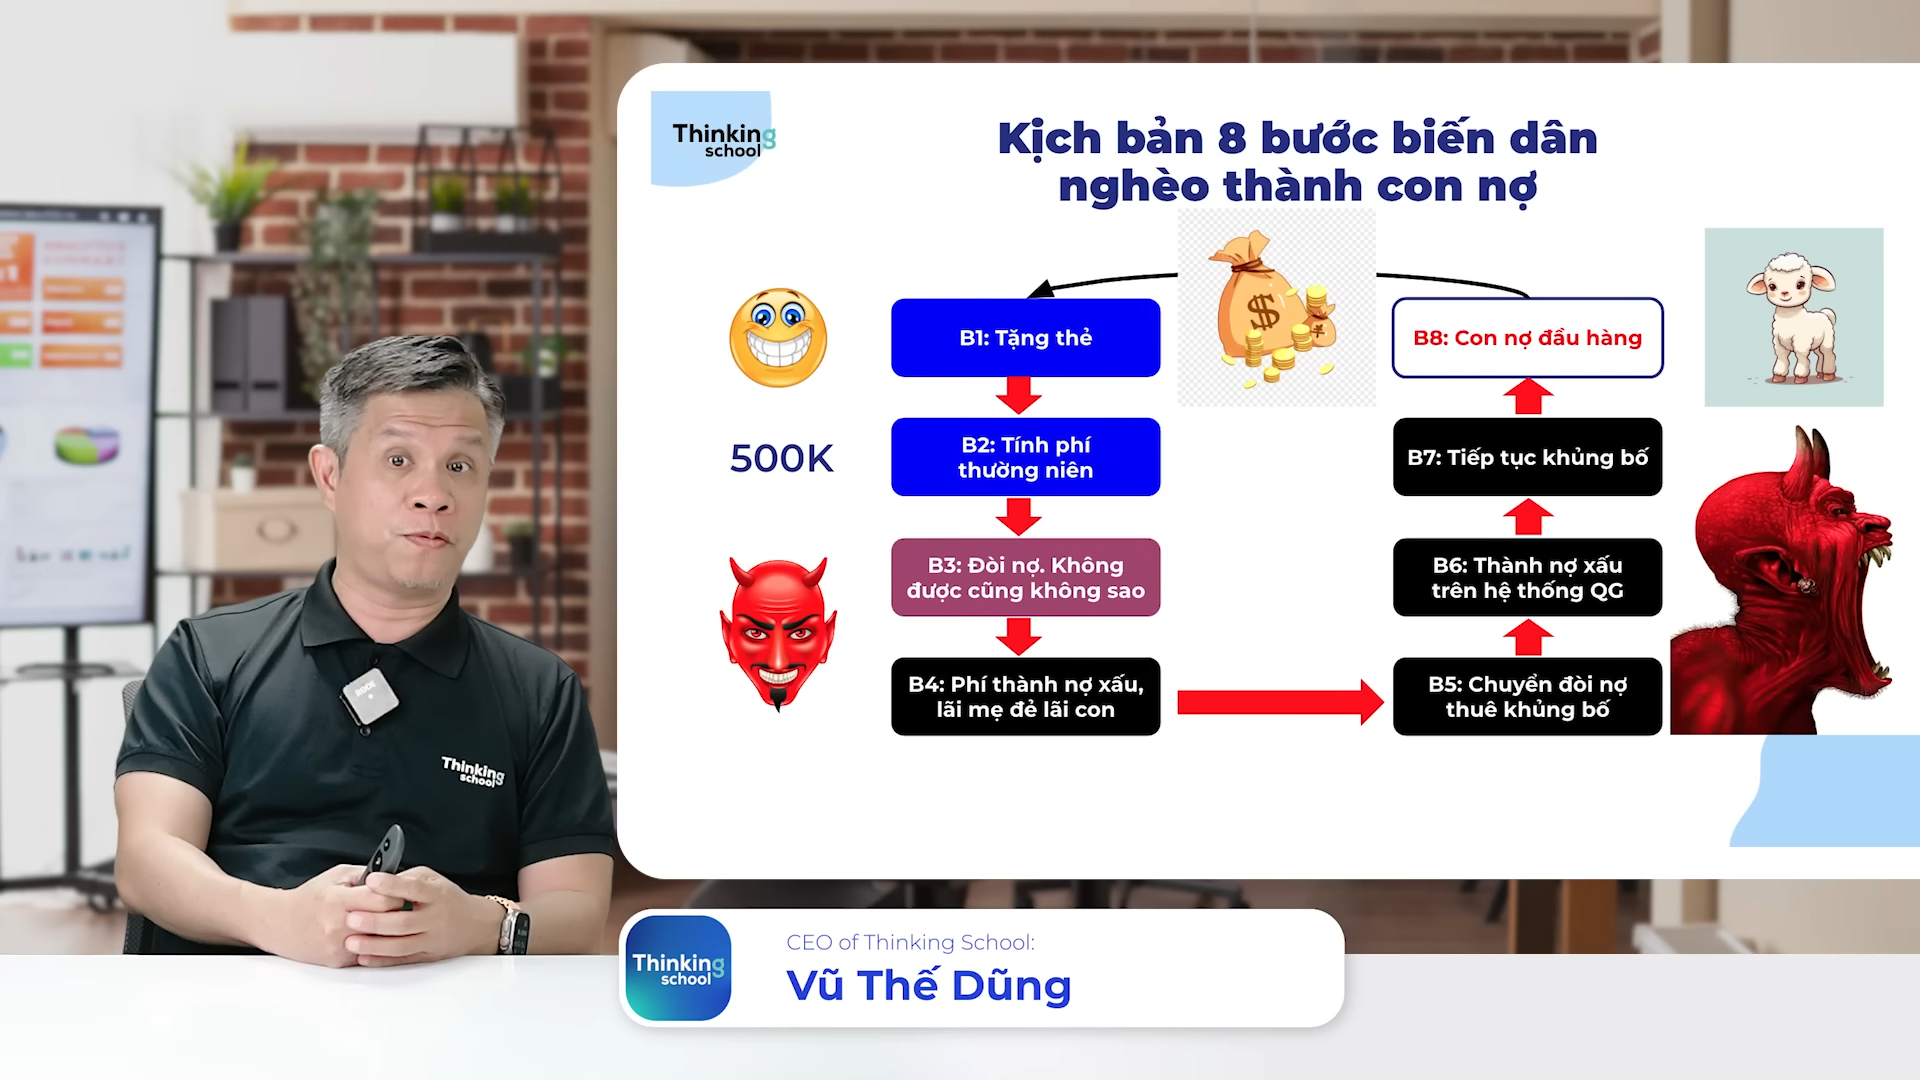 Thinking
school
Kịch bản 8 bước biến dân
nghèo thành con nợ
B1: Tặng thẻ
500K
B2: Tính phí
thường niên
B3: Đòi nợ. Không
được cũng không sao
B4: Phí thành nợ xấu,
lãi mẹ đẻ lãi con
B5: Chuyển đòi nợ
thuê khủng bố
B6: Thành nợ xấu
trên hệ thống QG
B7: Tiếp tục khủng bố
B8: Con nợ đầu hàng
$
RODE
Thinking
school
Thinking
school
CEO of Thinking School:
Vũ Thế Dũng